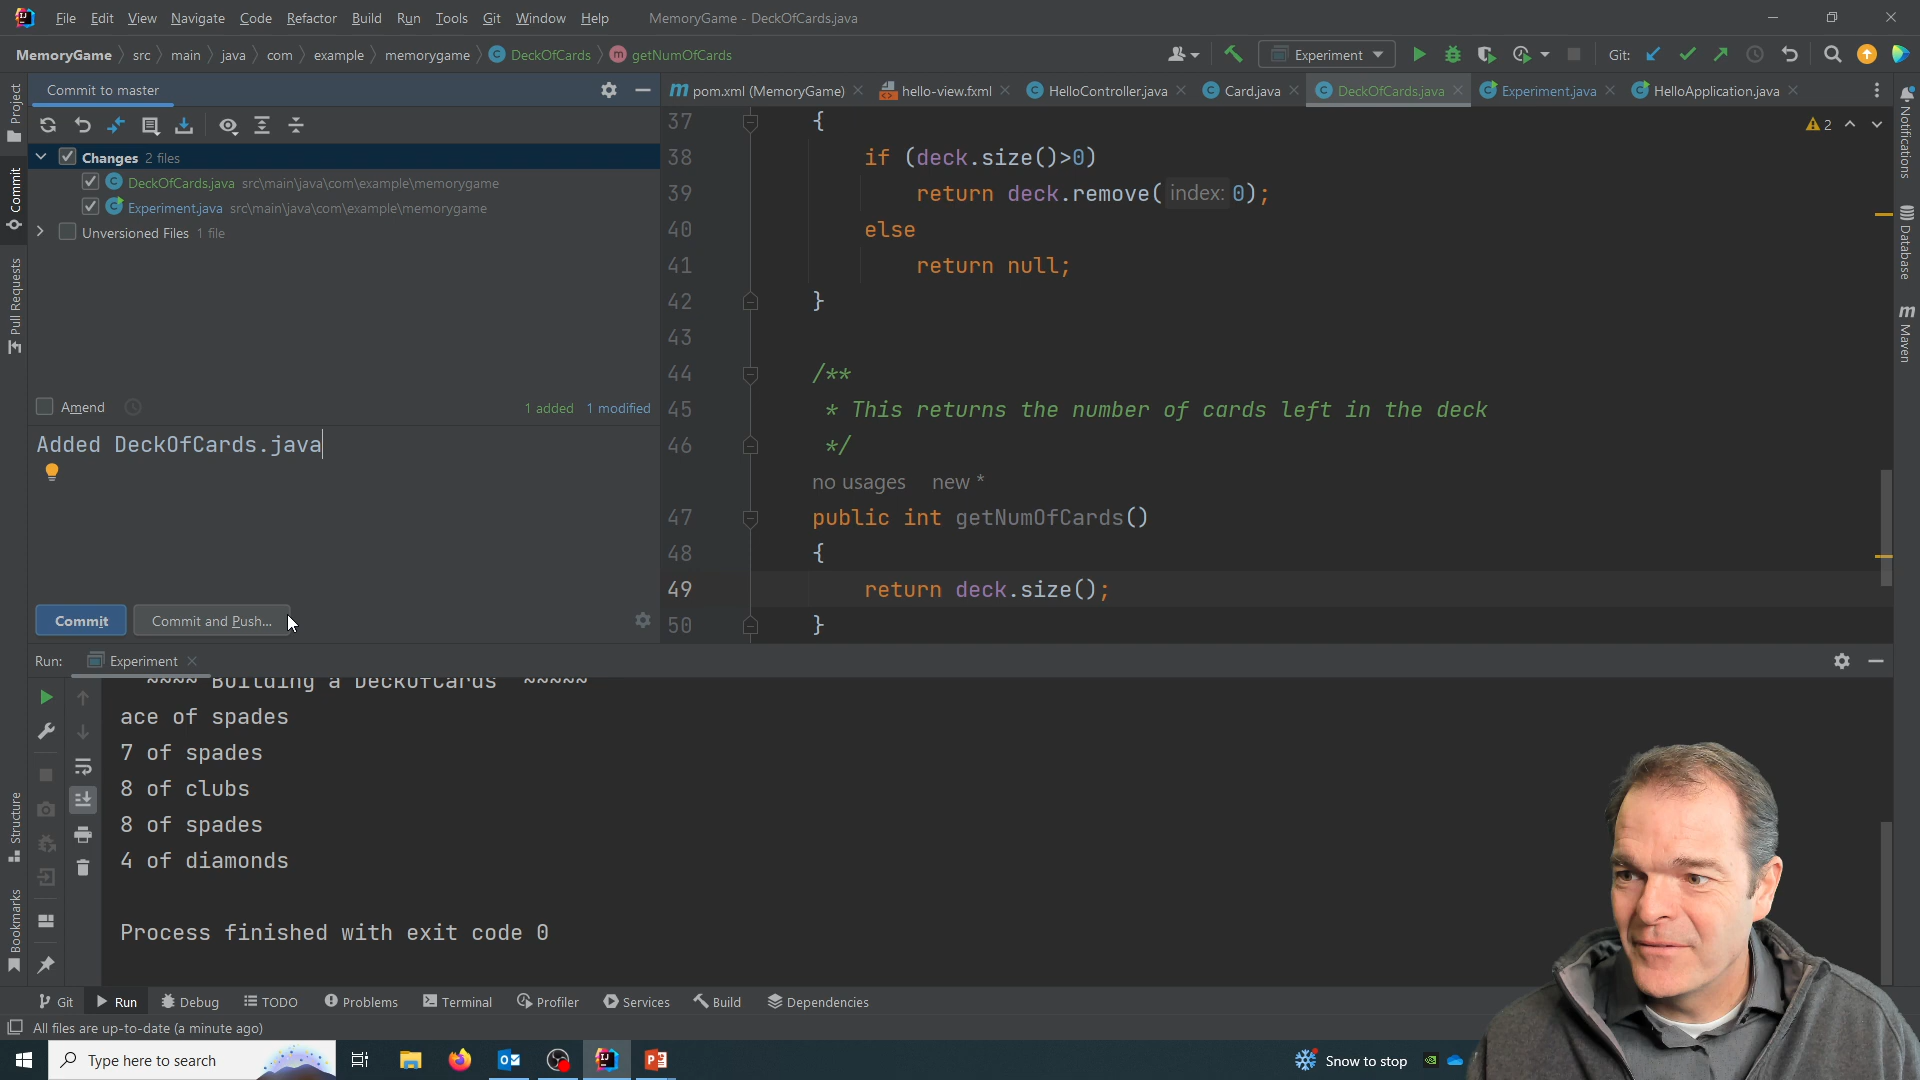 File Edit View Navigate Code Refactor Build Run Tools Git Window Help MemoryGame - DeckOfCards.java
MemoryGame src main java com example memorygame DeckOfCards getNumOfCards Experiment Git:
Project
Commit
Pull Requests
Structure
Bookmarks
Commit to master
Changes 2 files
DeckOfCards.java src\main\java\com\example\memorygame
Experiment.java src\main\java\com\example\memorygame
Unversioned Files 1 file
Amend 1 added 1 modified
Added DeckOfCards.java
Commit Commit and Push...
pom.xml (MemoryGame) hello-view.fxml HelloController.java Card.java DeckOfCards.java Experiment.java HelloApplication.java
2
37 {
38 if (deck.size()>0)
39 return deck.remove( index: 0);
40 else
41 return null;
42 }
43
44 /**
45 * This returns the number of cards left in the deck
46 */
no usages new *
47 public int getNumOfCards()
48 {
49 return deck.size();
50 }
Notifications
Database
Maven
Run: Experiment
~~~~ Building a DeckOfCards ~~~~~
ace of spades
7 of spades
8 of clubs
8 of spades
4 of diamonds
Process finished with exit code 0
Git Run Debug TODO Problems Terminal Profiler Services Build Dependencies
All files are up-to-date (a minute ago)
Type here to search Snow to stop